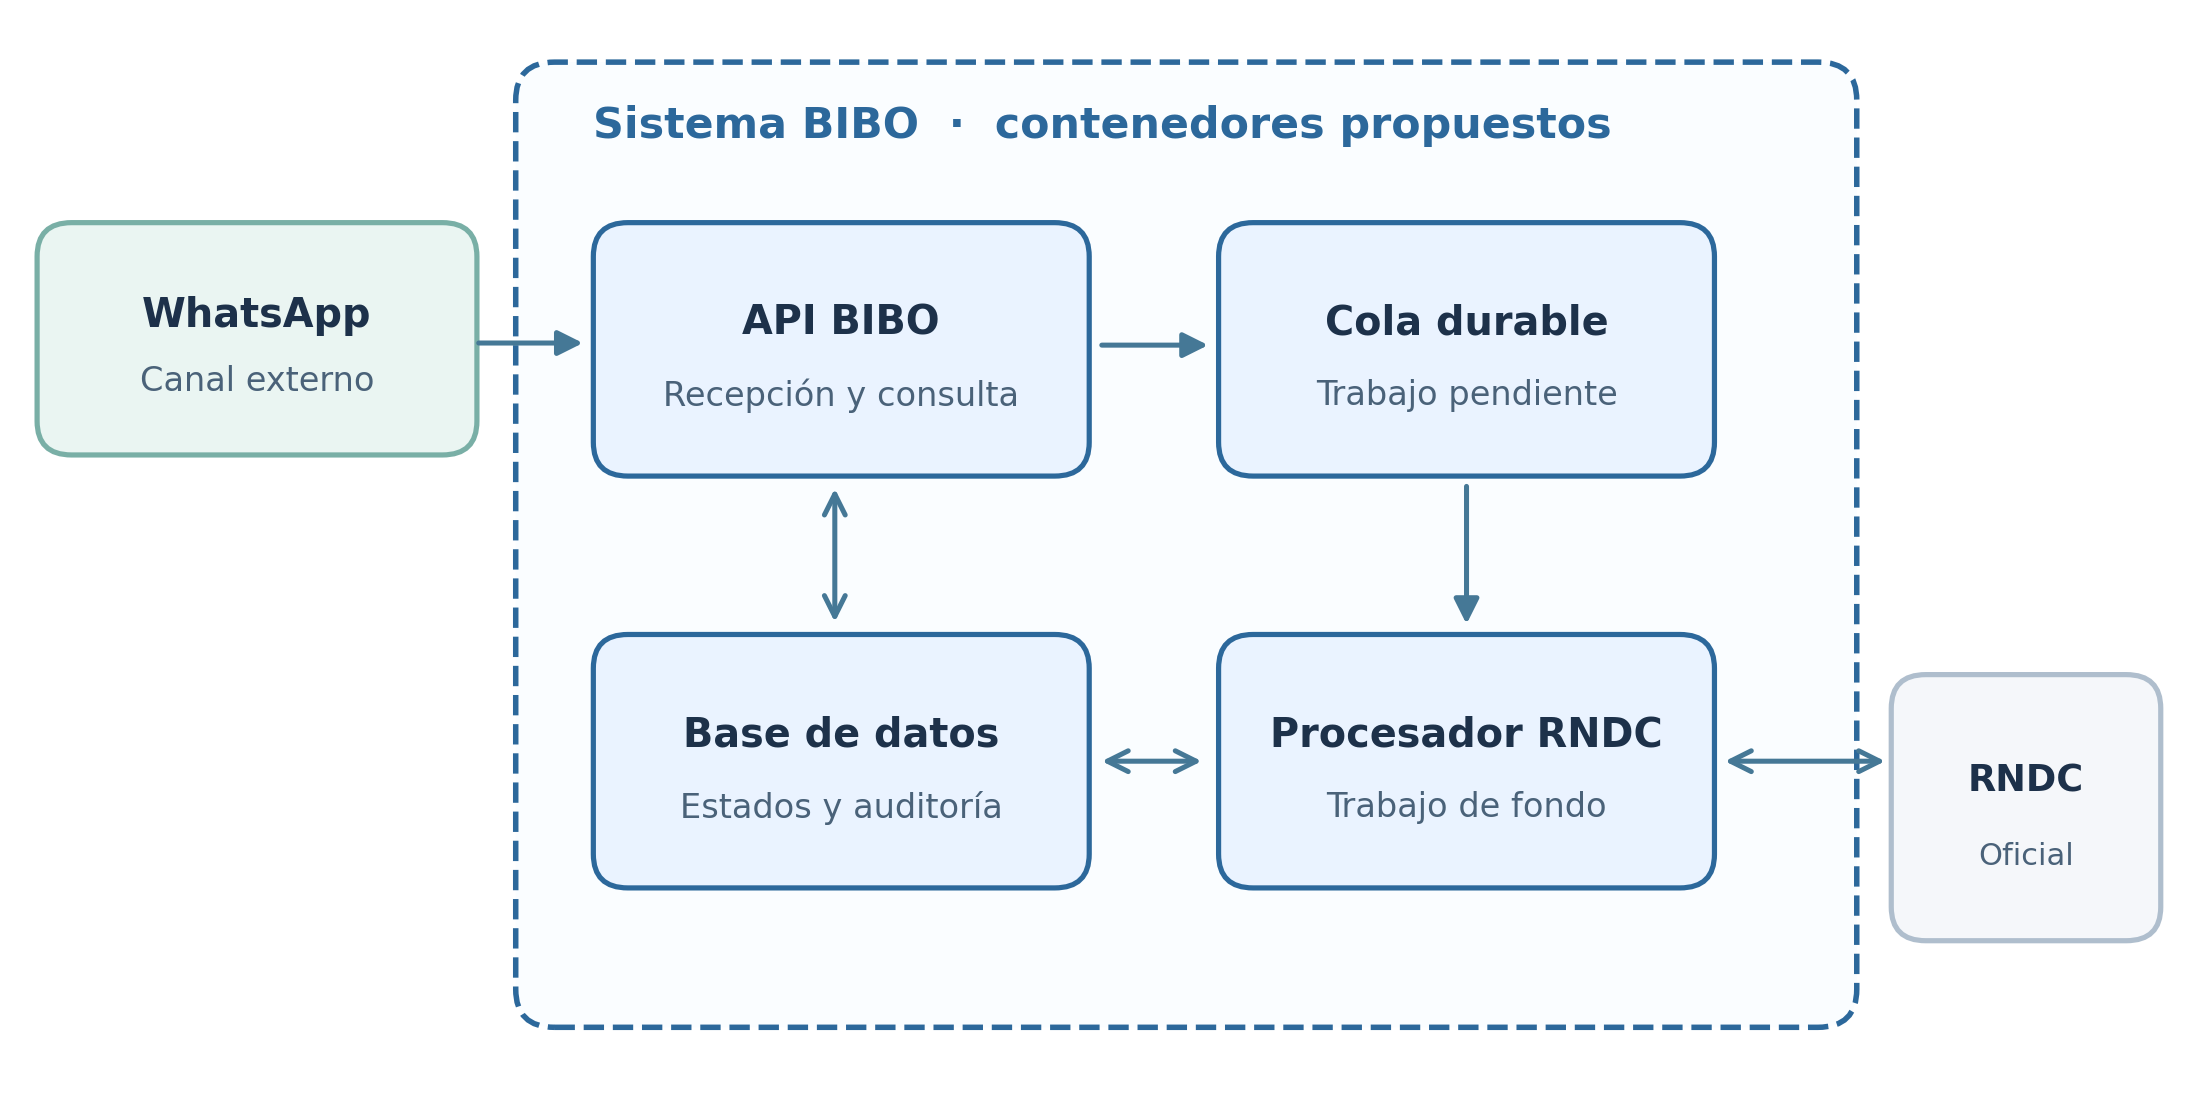 Sistema BIBO · contenedores propuestos
WhatsApp
Canal externo
API BIBO
Recepción y consulta
Cola durable
Trabajo pendiente
Base de datos
Estados y auditoría
Procesador RNDC
Trabajo de fondo
RNDC
Oficial